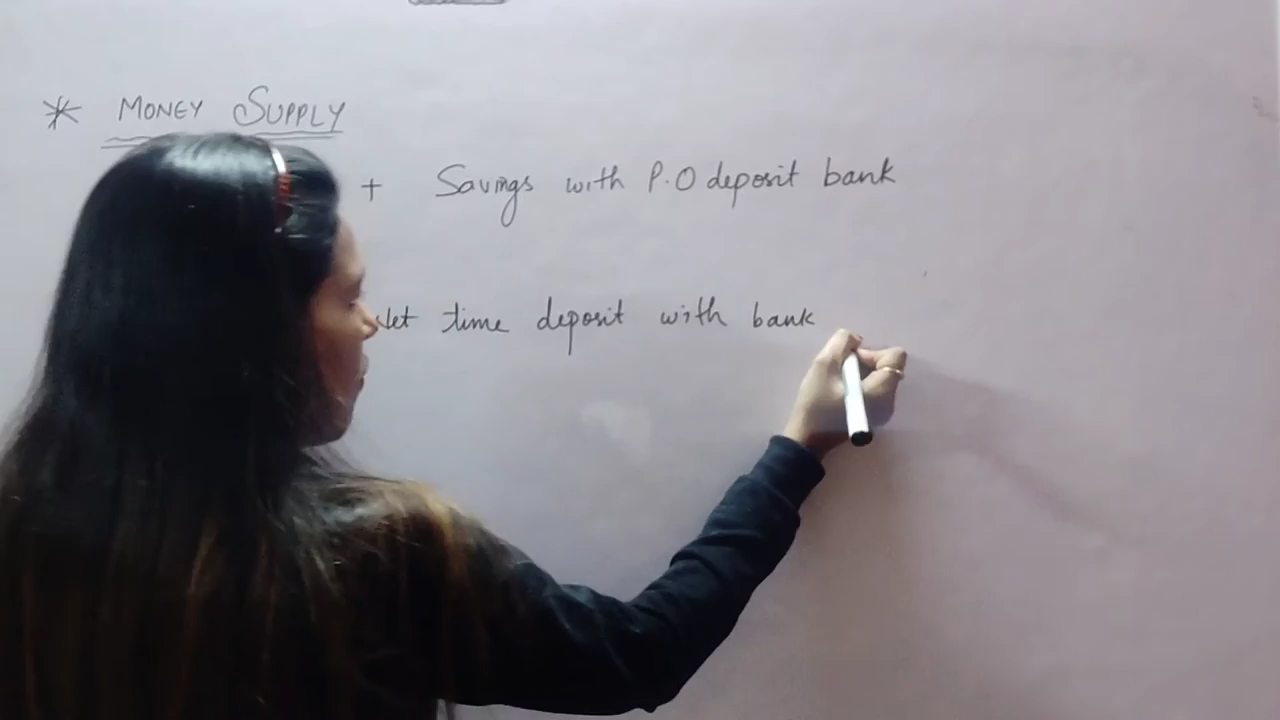 * MONEY SUPPLY
+ Savings with P.O deposit bank
Net time deposit with bank